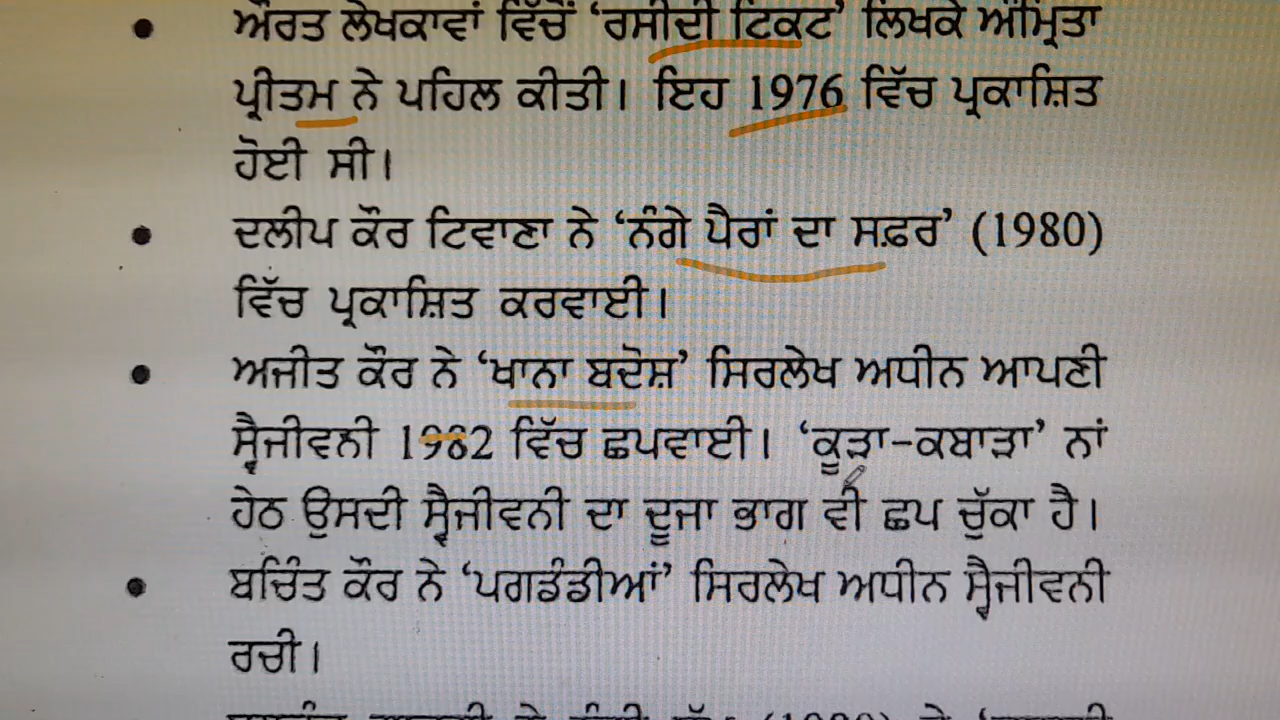 ਔਰਤ ਲੇਖਕਾਵਾਂ ਵਿੱਚੋਂ ‘ਰਸੀਦੀ ਟਿਕਟ’ ਲਿਖਕੇ ਅੰਮ੍ਰਿਤਾ
ਪ੍ਰੀਤਮ ਨੇ ਪਹਿਲ ਕੀਤੀ। ਇਹ 1976 ਵਿੱਚ ਪ੍ਰਕਾਸ਼ਿਤ
ਹੋਈ ਸੀ।
ਦਲੀਪ ਕੌਰ ਟਿਵਾਣਾ ਨੇ ‘ਨੰਗੇ ਪੈਰਾਂ ਦਾ ਸਫ਼ਰ’ (1980)
ਵਿੱਚ ਪ੍ਰਕਾਸ਼ਿਤ ਕਰਵਾਈ।
ਅਜੀਤ ਕੌਰ ਨੇ ‘ਖਾਨਾ ਬਦੋਸ਼’ ਸਿਰਲੇਖ ਅਧੀਨ ਆਪਣੀ
ਸ੍ਵੈਜੀਵਨੀ 1982 ਵਿੱਚ ਛਪਵਾਈ। ‘ਕੂੜਾ-ਕਬਾੜਾ’ ਨਾਂ
ਹੇਠ ਉਸਦੀ ਸ੍ਵੈਜੀਵਨੀ ਦਾ ਦੂਜਾ ਭਾਗ ਵੀ ਛਪ ਚੁੱਕਾ ਹੈ।
ਬਚਿੰਤ ਕੌਰ ਨੇ ‘ਪਗਡੰਡੀਆਂ’ ਸਿਰਲੇਖ ਅਧੀਨ ਸ੍ਵੈਜੀਵਨੀ
ਰਚੀ।